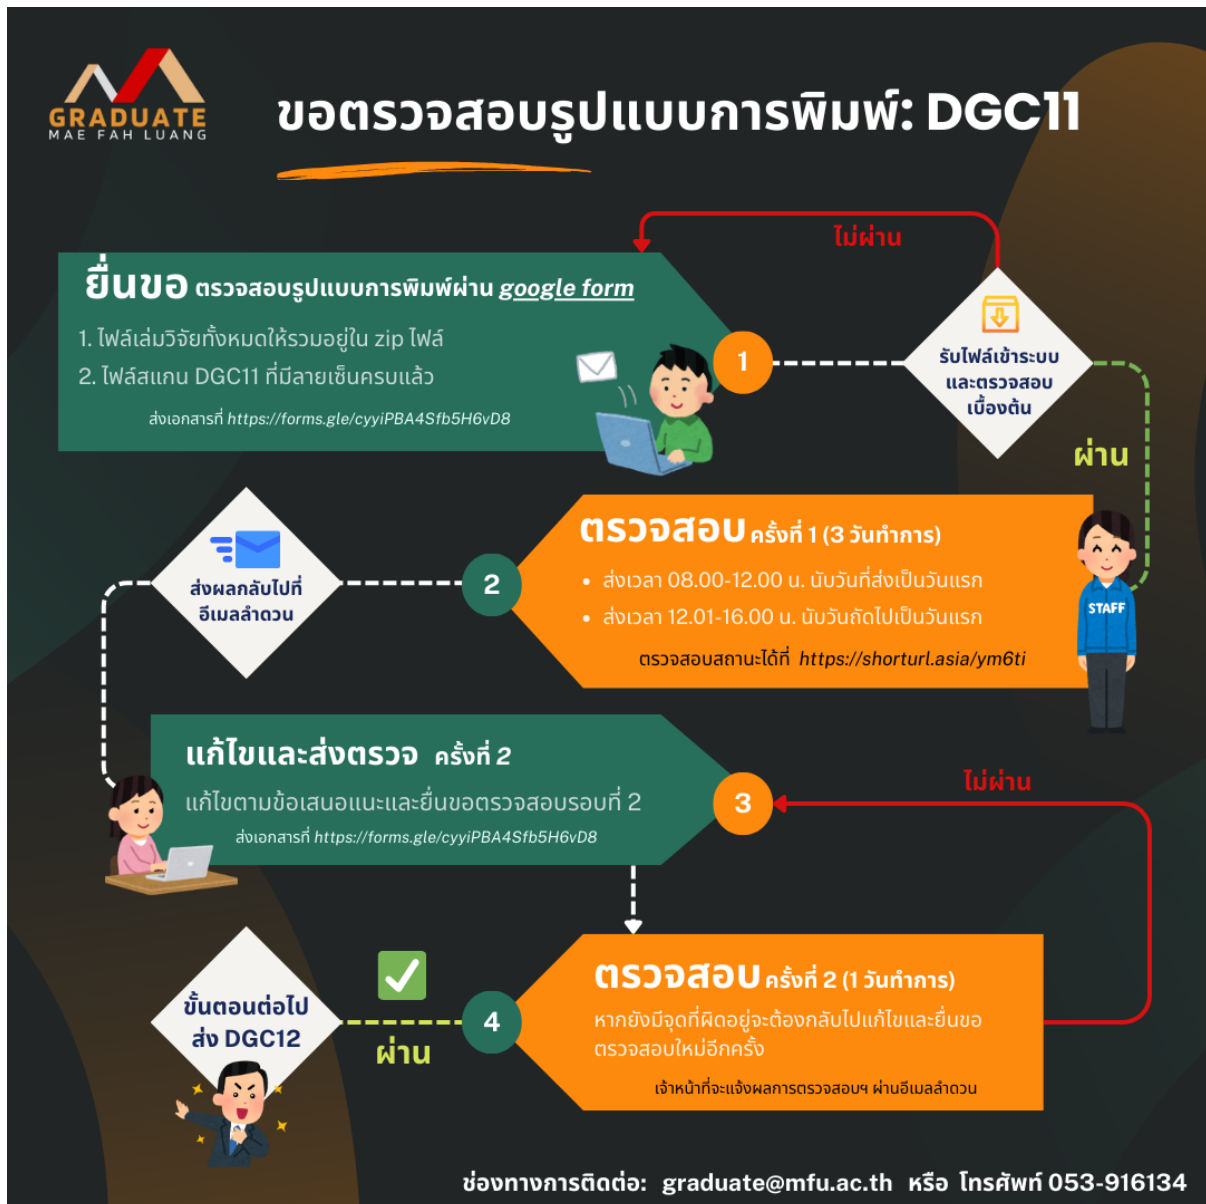 GRADUATE
MAE FAH LUANG
ขอตรวจสอบรูปแบบการพิมพ์: DGC11
ไม่ผ่าน
ยื่นขอ ตรวจสอบรูปแบบการพิมพ์ผ่าน google form
1. ไฟล์เล่มวิจัยทั้งหมดให้รวมอยู่ใน zip ไฟล์
2. ไฟล์สแกน DGC11 ที่มีลายเซ็นครบแล้ว
ส่งเอกสารที่ https://forms.gle/cyyiPBA4Sfb5H6vD8
1
รับไฟล์เข้าระบบ
และตรวจสอบ
เบื้องต้น
ผ่าน
ตรวจสอบ ครั้งที่ 1 (3 วันทำการ)
• ส่งเวลา 08.00-12.00 น. นับวันที่ส่งเป็นวันแรก
• ส่งเวลา 12.01-16.00 น. นับวันถัดไปเป็นวันแรก
ตรวจสอบสถานะได้ที่ https://shorturl.asia/ym6ti
STAFF
2
ส่งผลกลับไปที่
อีเมลลำดวน
แก้ไขและส่งตรวจ ครั้งที่ 2
แก้ไขตามข้อเสนอแนะและยื่นขอตรวจสอบรอบที่ 2
ส่งเอกสารที่ https://forms.gle/cyyiPBA4Sfb5H6vD8
3
ไม่ผ่าน
ตรวจสอบ ครั้งที่ 2 (1 วันทำการ)
หากยังมีจุดที่ผิดอยู่จะต้องกลับไปแก้ไขและยื่นขอ
ตรวจสอบใหม่อีกครั้ง
เจ้าหน้าที่จะแจ้งผลการตรวจสอบฯ ผ่านอีเมลลำดวน
4
ผ่าน
ขั้นตอนต่อไป
ส่ง DGC12
ช่องทางการติดต่อ: graduate@mfu.ac.th หรือ โทรศัพท์ 053-916134